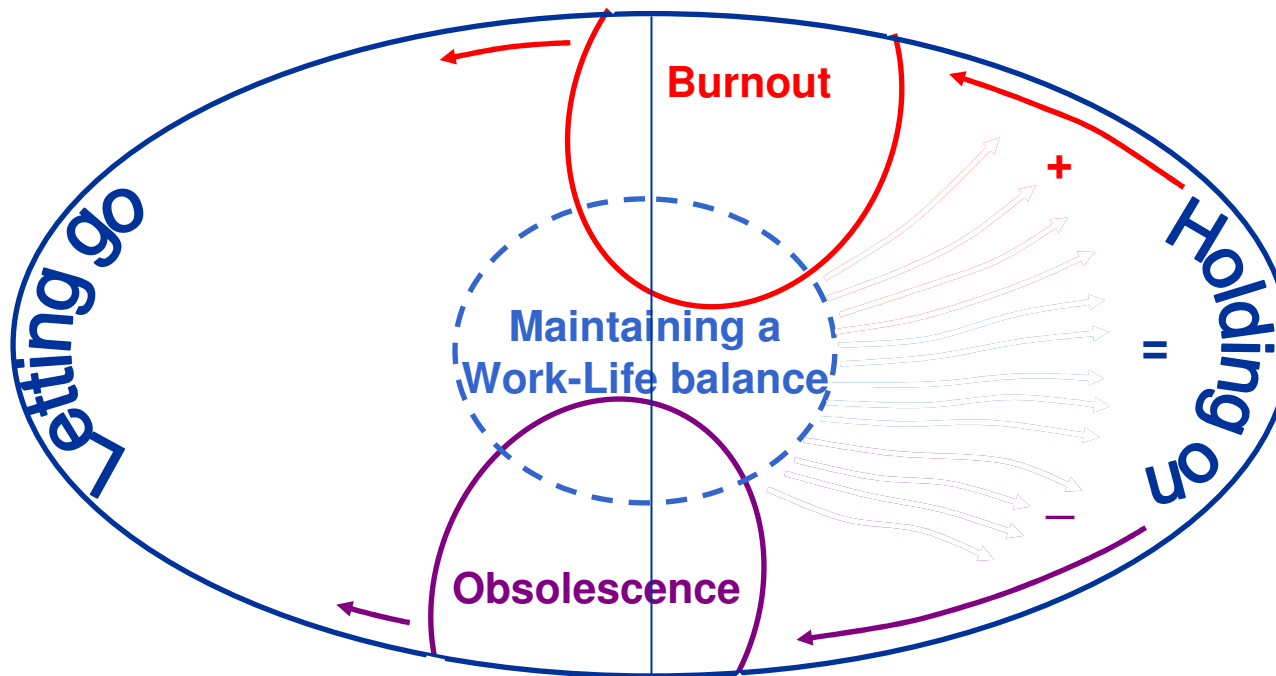 Burnout
+
Letting go
Holding on
Maintaining a
Work-Life balance
=
–
Obsolescence